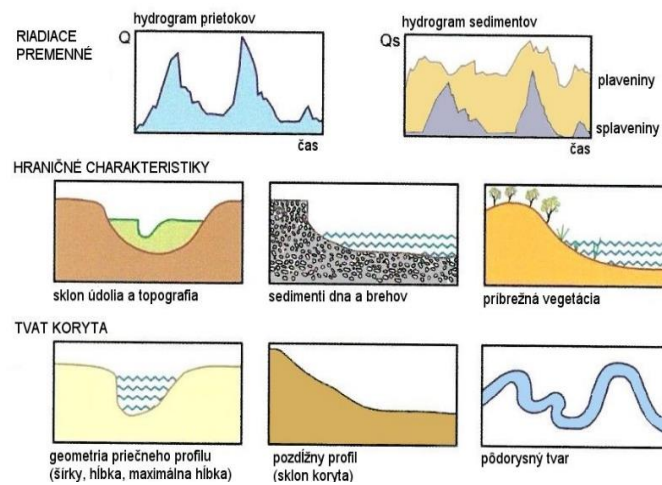 RIADIACE
PREMENNÉ
hydrogram prietokov
Q
čas
hydrogram sedimentov
Qs
plaveniny
splaveniny
čas
HRANIČNÉ CHARAKTERISTIKY
sklon údolia a topografia
sedimenti dna a brehov
pribrežná vegetácia
TVAT KORYTA
geometria priečneho profilu
(šírky, hĺbka, maximálna hĺbka)
pozdĺžny profil
(sklon koryta)
pôdorysný tvar